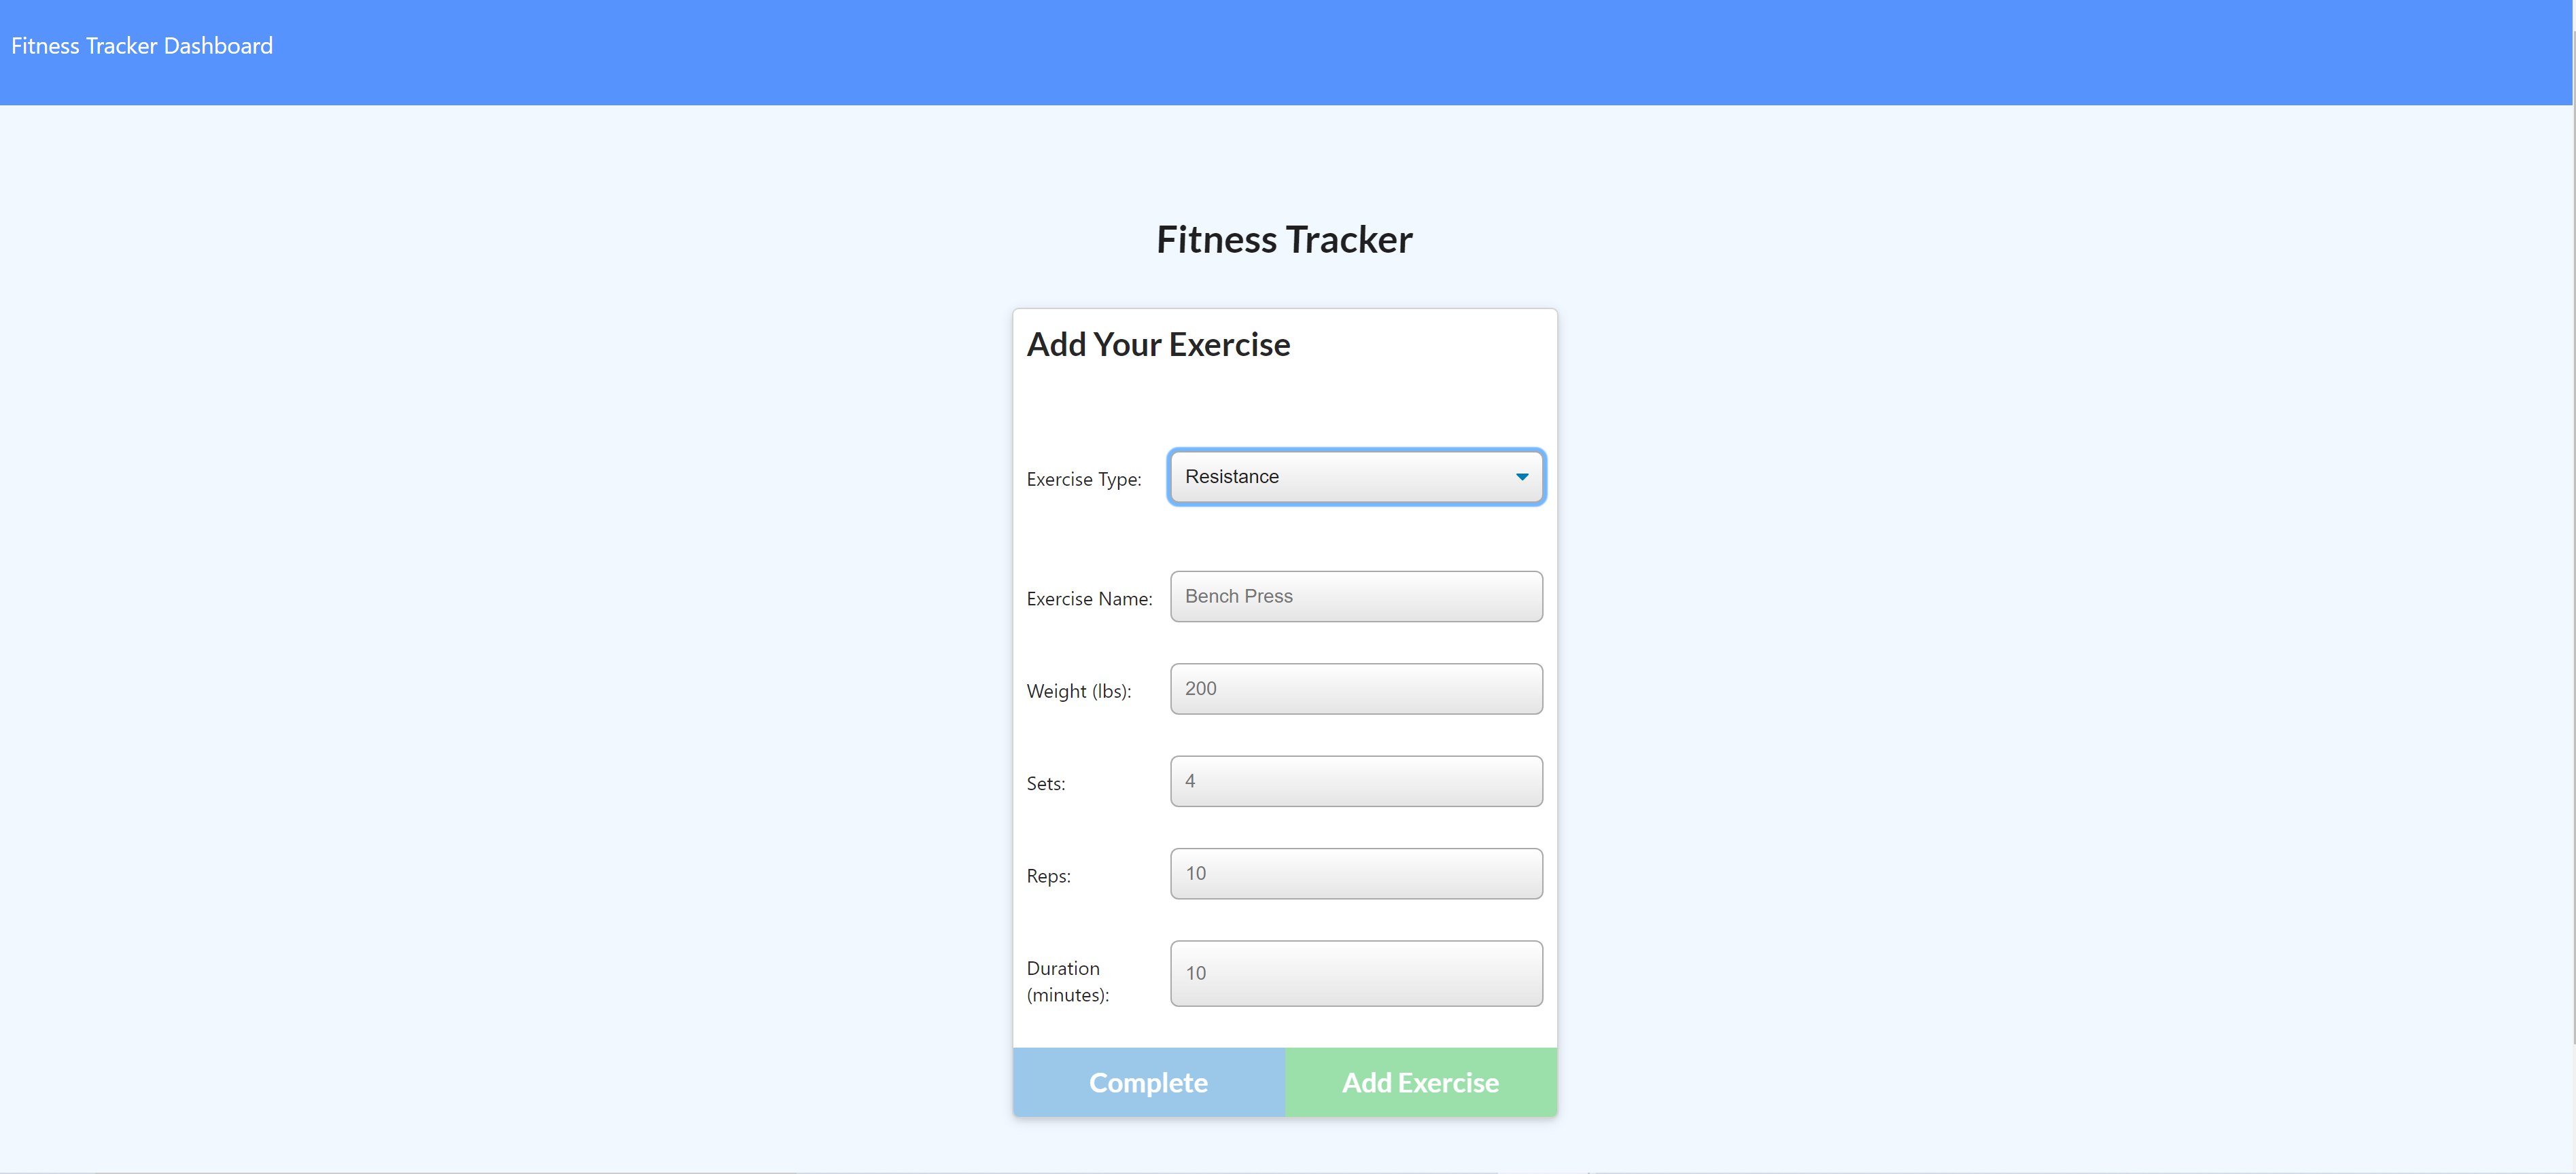 Fitness Tracker Dashboard
Fitness Tracker
Add Your Exercise
Exercise Type: Resistance
Exercise Name: Bench Press
Weight (lbs): 200
Sets: 4
Reps: 10
Duration
(minutes): 10
Complete Add Exercise